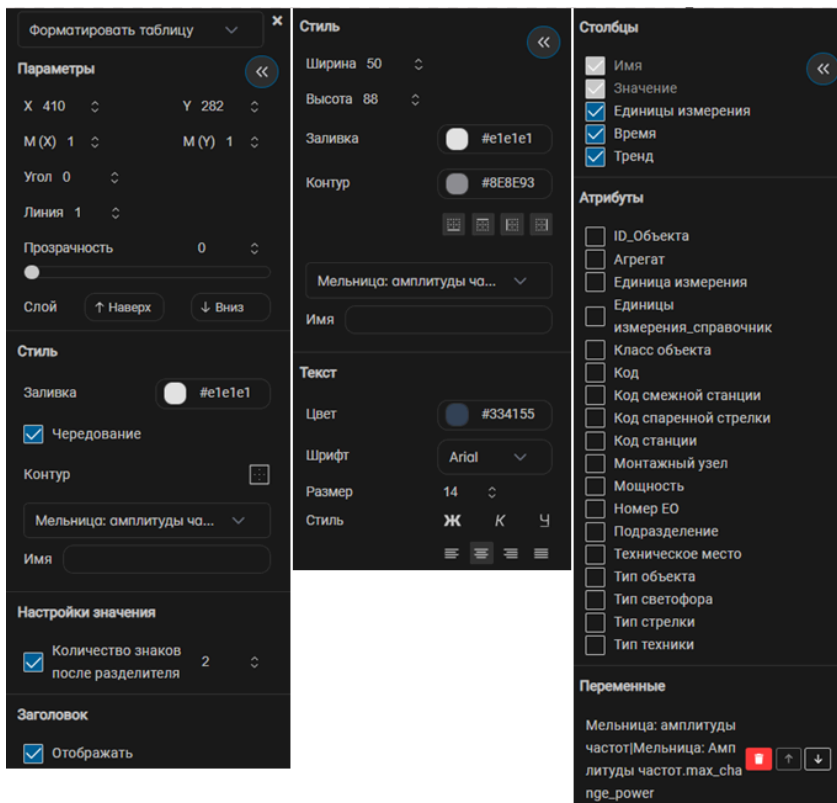 Форматировать таблицу
Параметры
X 410 Y 282
M (X) 1 M (Y) 1
Угол 0
Линия 1
Прозрачность 0
Слой ↑ Наверх ↓ Вниз
Стиль
Заливка #e1e1e1
Чередование
Контур
Мельница: амплитуды ча...
Имя
Настройки значения
Количество знаков
после разделителя 2
Заголовок
Отображать
Стиль
Ширина 50
Высота 88
Заливка #e1e1e1
Контур #8E8E93
Мельница: амплитуды ча...
Имя
Текст
Цвет #334155
Шрифт Arial
Размер 14
Стиль Ж К Ч
Столбцы
Имя
Значение
Единицы измерения
Время
Тренд
Атрибуты
ID_Объекта
Агрегат
Единица измерения
Единицы
измерения_справочник
Класс объекта
Код
Код смежной станции
Код спаренной стрелки
Код станции
Монтажный узел
Мощность
Номер ЕО
Подразделение
Техническое место
Тип объекта
Тип светофора
Тип стрелки
Тип техники
Переменные
Мельница: амплитуды
частот|Мельница: Амп
литуды частот.max_cha
nge_power